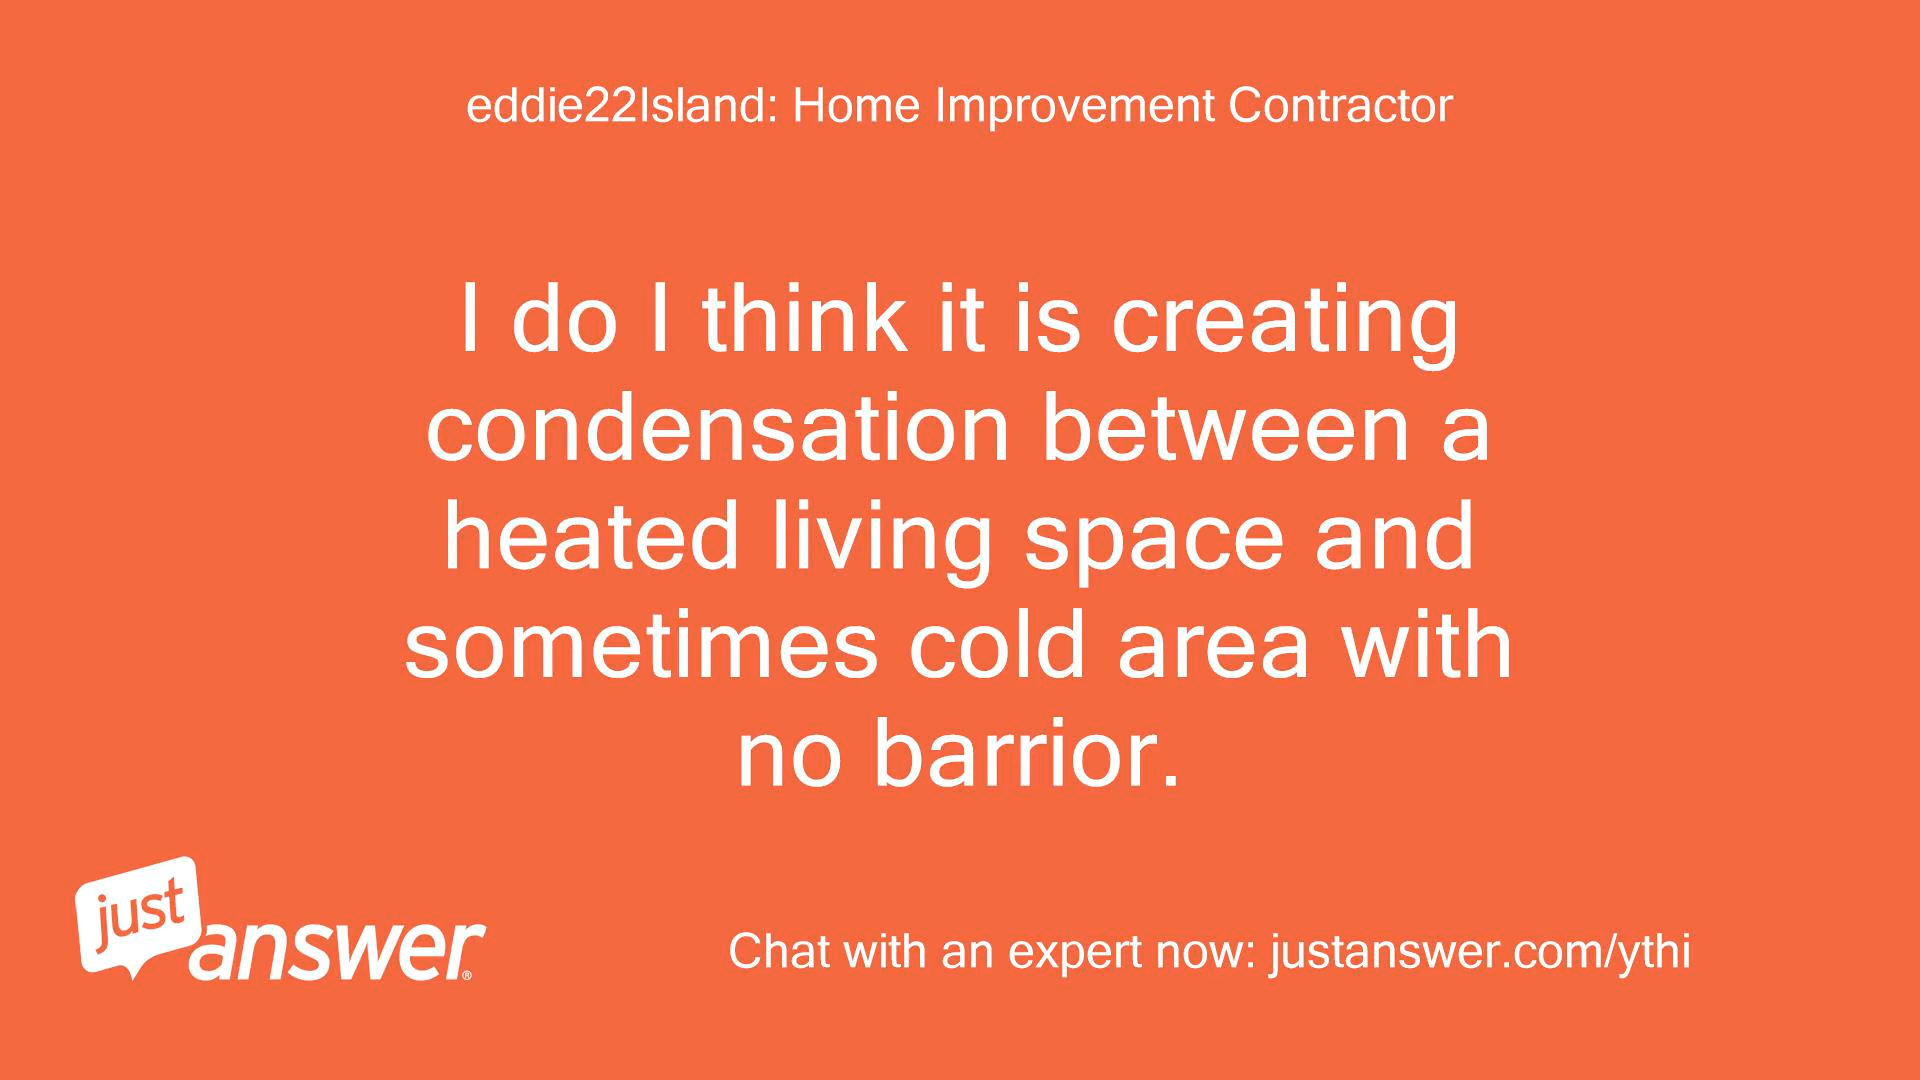 eddie22Island: Home Improvement Contractor
I do I think it is creating
condensation between a
heated living space and
sometimes cold area with
no barrior.
just
answer®
Chat with an expert now: justanswer.com/ythi